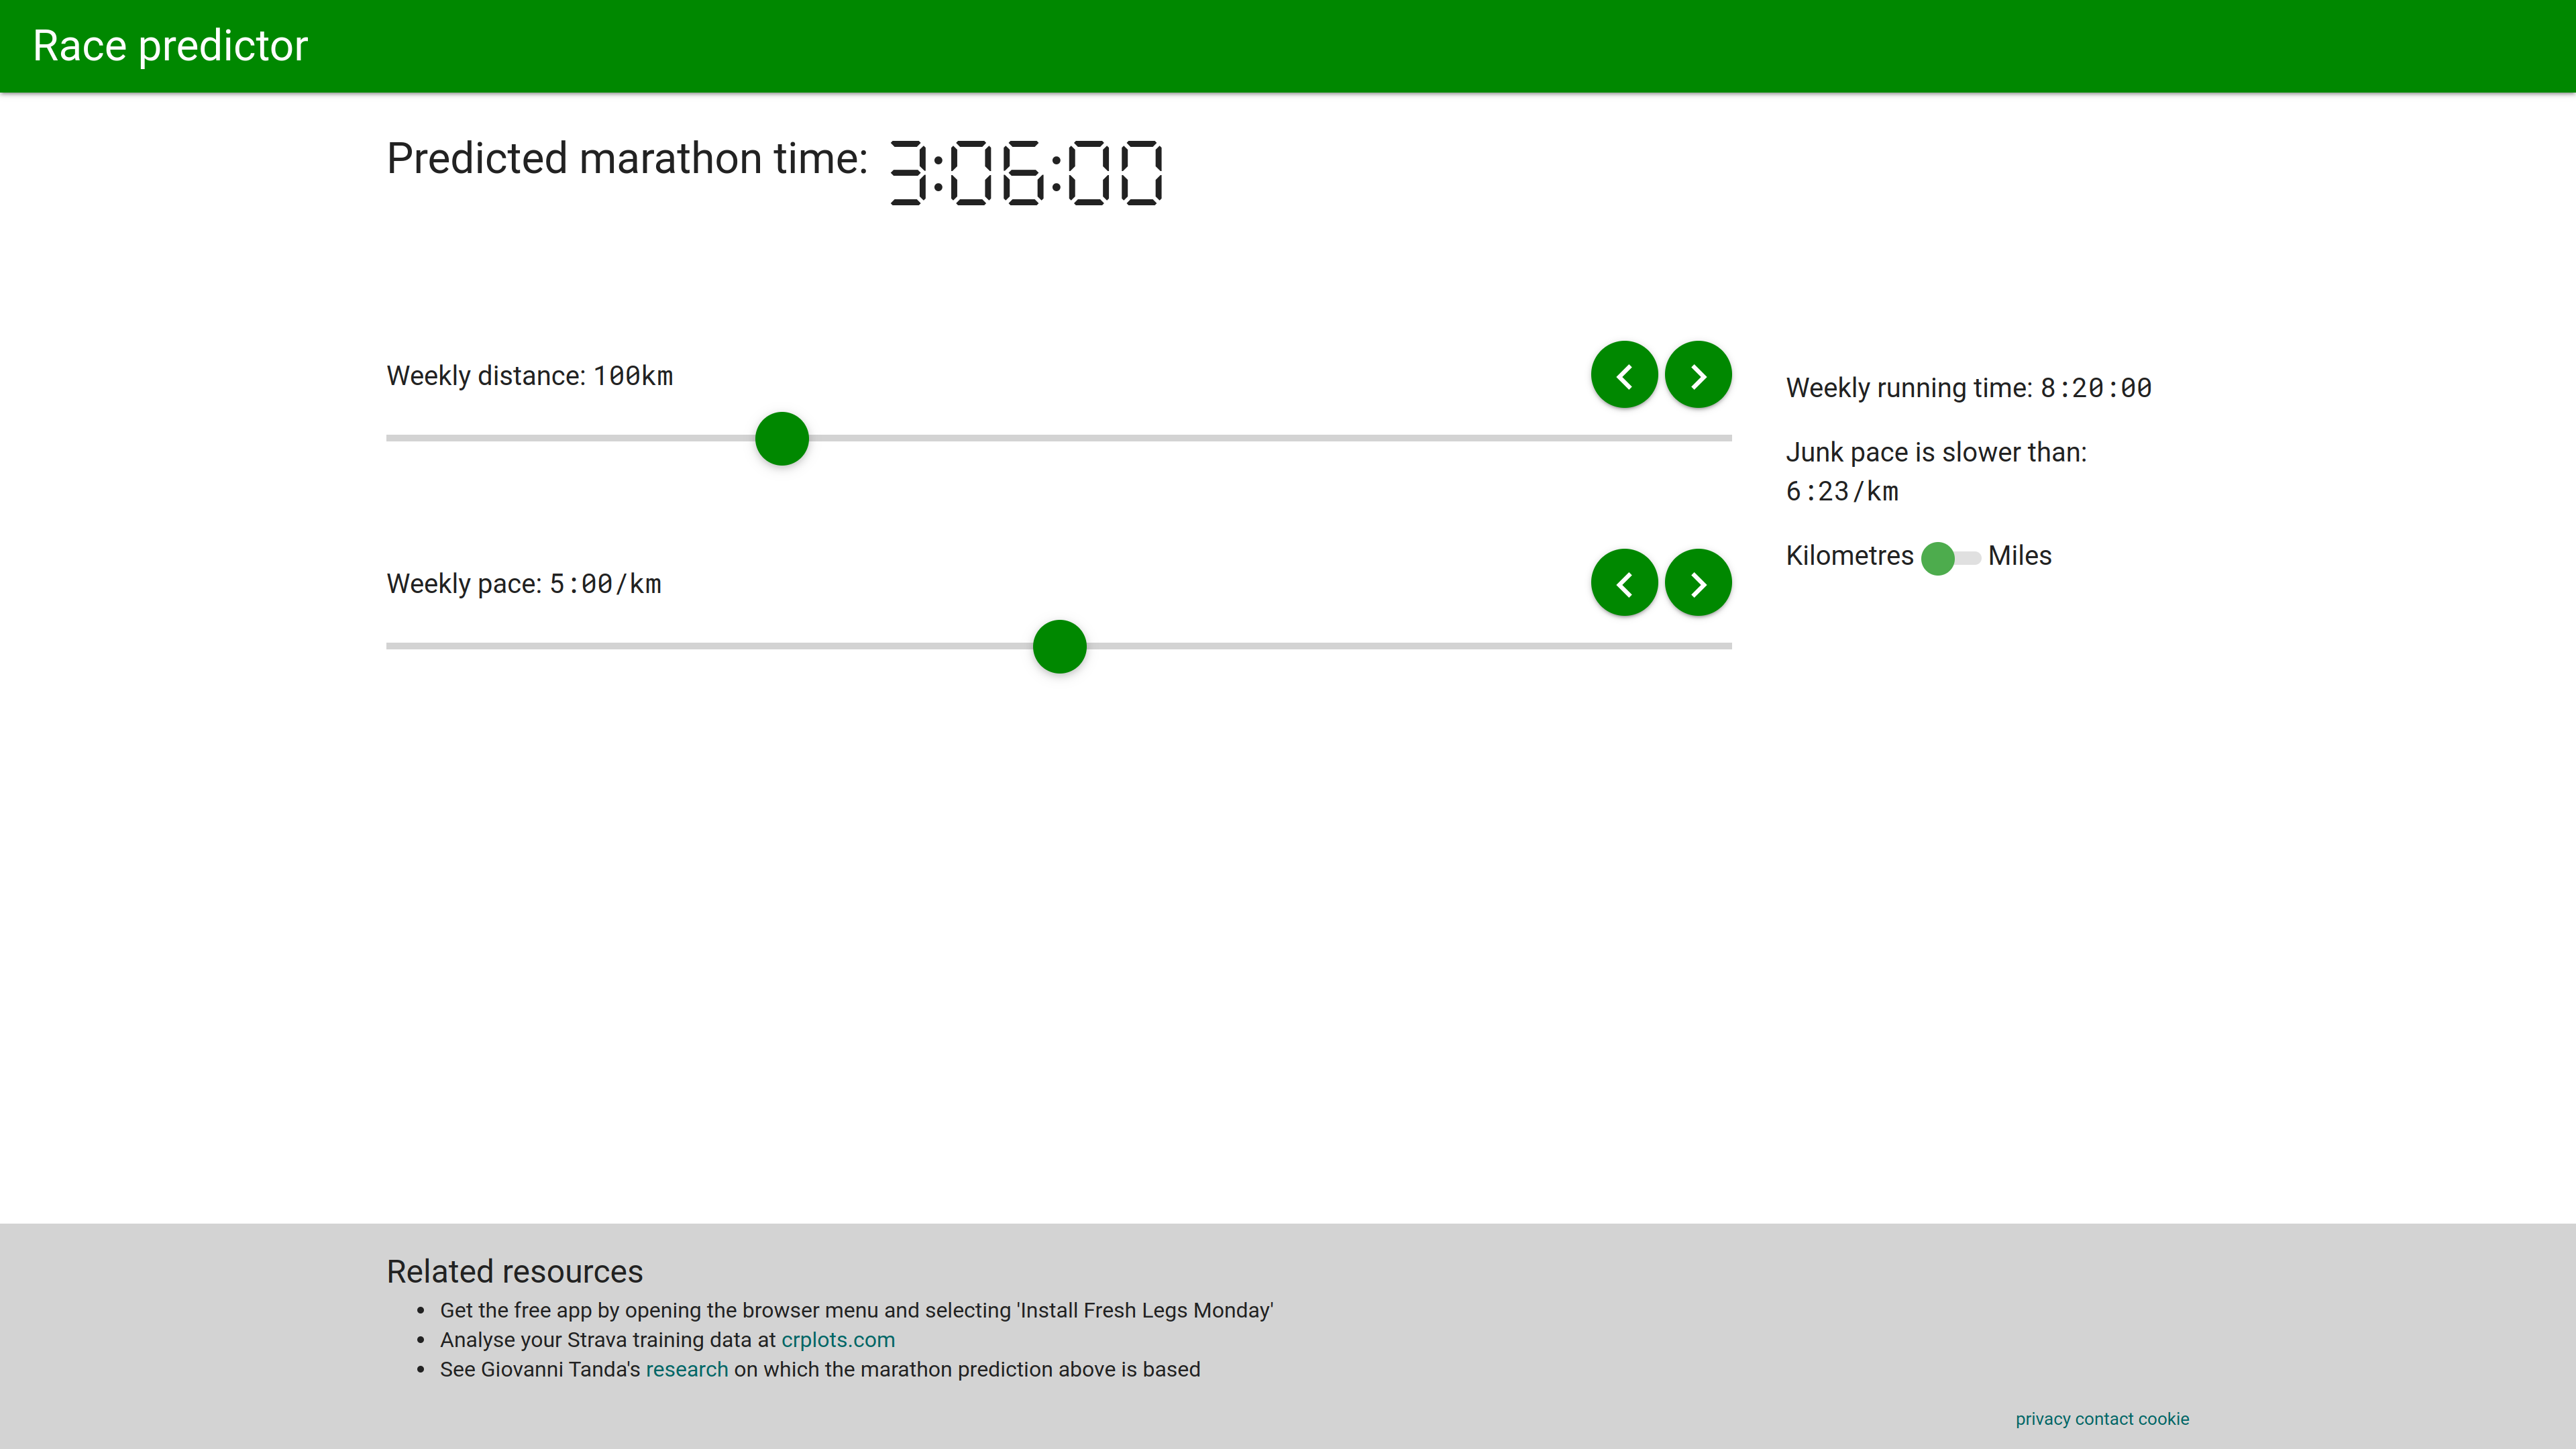 Race predictor
Predicted marathon time: 3:06:00
Weekly distance: 100km
Weekly running time: 8:20:00
Junk pace is slower than:
6:23/km
Kilometres Miles
Weekly pace: 5:00/km
Related resources
Get the free app by opening the browser menu and selecting 'Install Fresh Legs Monday'
Analyse your Strava training data at crplots.com
See Giovanni Tanda's research on which the marathon prediction above is based
privacy contact cookie